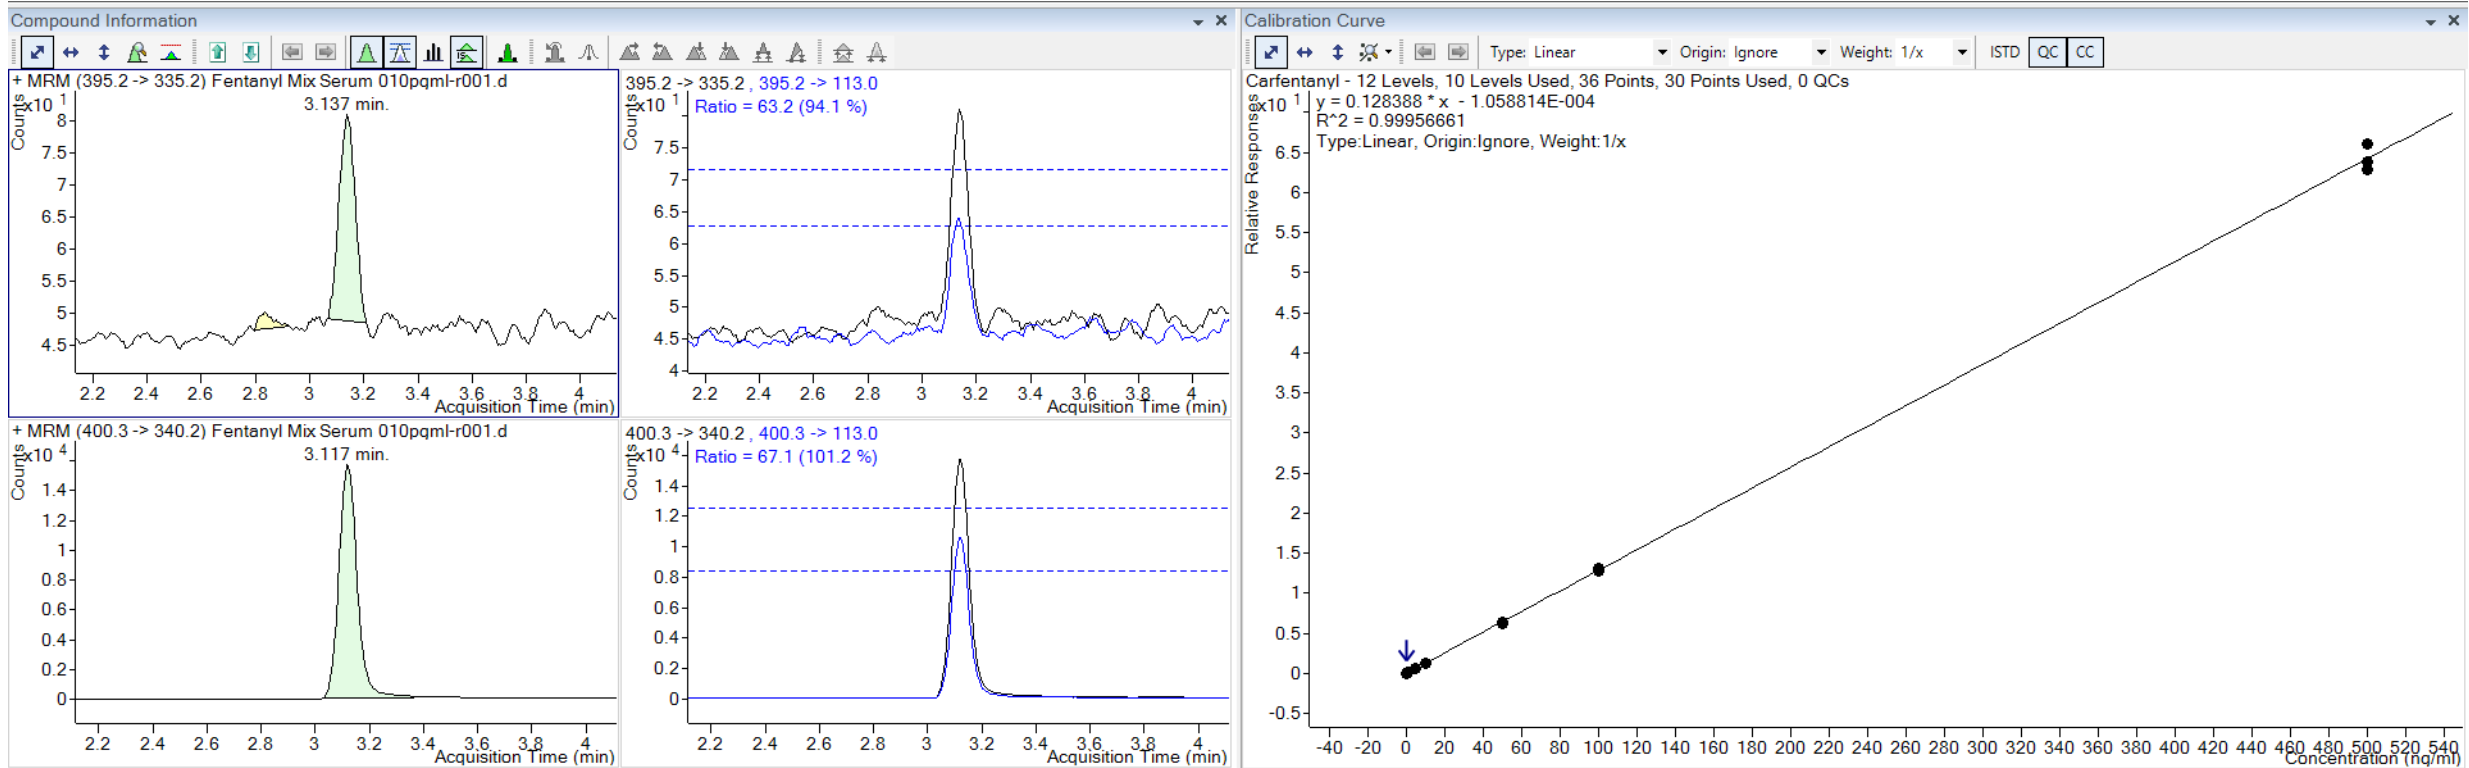 Compound Information
+ MRM (395.2 -> 335.2) Fentanyl Mix Serum 010pgml-r001.d
x10 1
Counts
3.137 min.
8
7.5
7
6.5
6
5.5
5
4.5
2.2 2.4 2.6 2.8 3 3.2 3.4 3.6 3.8 4
Acquisition Time (min)
395.2 -> 335.2 , 395.2 -> 113.0
x10 1
Counts
Ratio = 63.2 (94.1 %)
7.5
7
6.5
6
5.5
5
4.5
4
2.2 2.4 2.6 2.8 3 3.2 3.4 3.6 3.8 4
Acquisition Time (min)
+ MRM (400.3 -> 340.2) Fentanyl Mix Serum 010pgml-r001.d
x10 4
Counts
3.117 min.
1.4
1.2
1
0.8
0.6
0.4
0.2
0
2.2 2.4 2.6 2.8 3 3.2 3.4 3.6 3.8 4
Acquisition Time (min)
400.3 -> 340.2 , 400.3 -> 113.0
x10 4
Counts
Ratio = 67.1 (101.2 %)
1.4
1.2
1
0.8
0.6
0.4
0.2
0
2.2 2.4 2.6 2.8 3 3.2 3.4 3.6 3.8 4
Acquisition Time (min)
Calibration Curve
Type: Linear Origin: Ignore Weight: 1/x ISTD QC CC
Carfentanyl - 12 Levels, 10 Levels Used, 36 Points, 30 Points Used, 0 QCs
x10 1
Relative Responses
y = 0.128388 * x - 1.058814E-004
R^2 = 0.99956661
Type:Linear, Origin:Ignore, Weight:1/x
6.5
6
5.5
5
4.5
4
3.5
3
2.5
2
1.5
1
0.5
0
-0.5
-40 -20 0 20 40 60 80 100 120 140 160 180 200 220 240 260 280 300 320 340 360 380 400 420 440 460 480 500 520 540
Concentration (ng/ml)